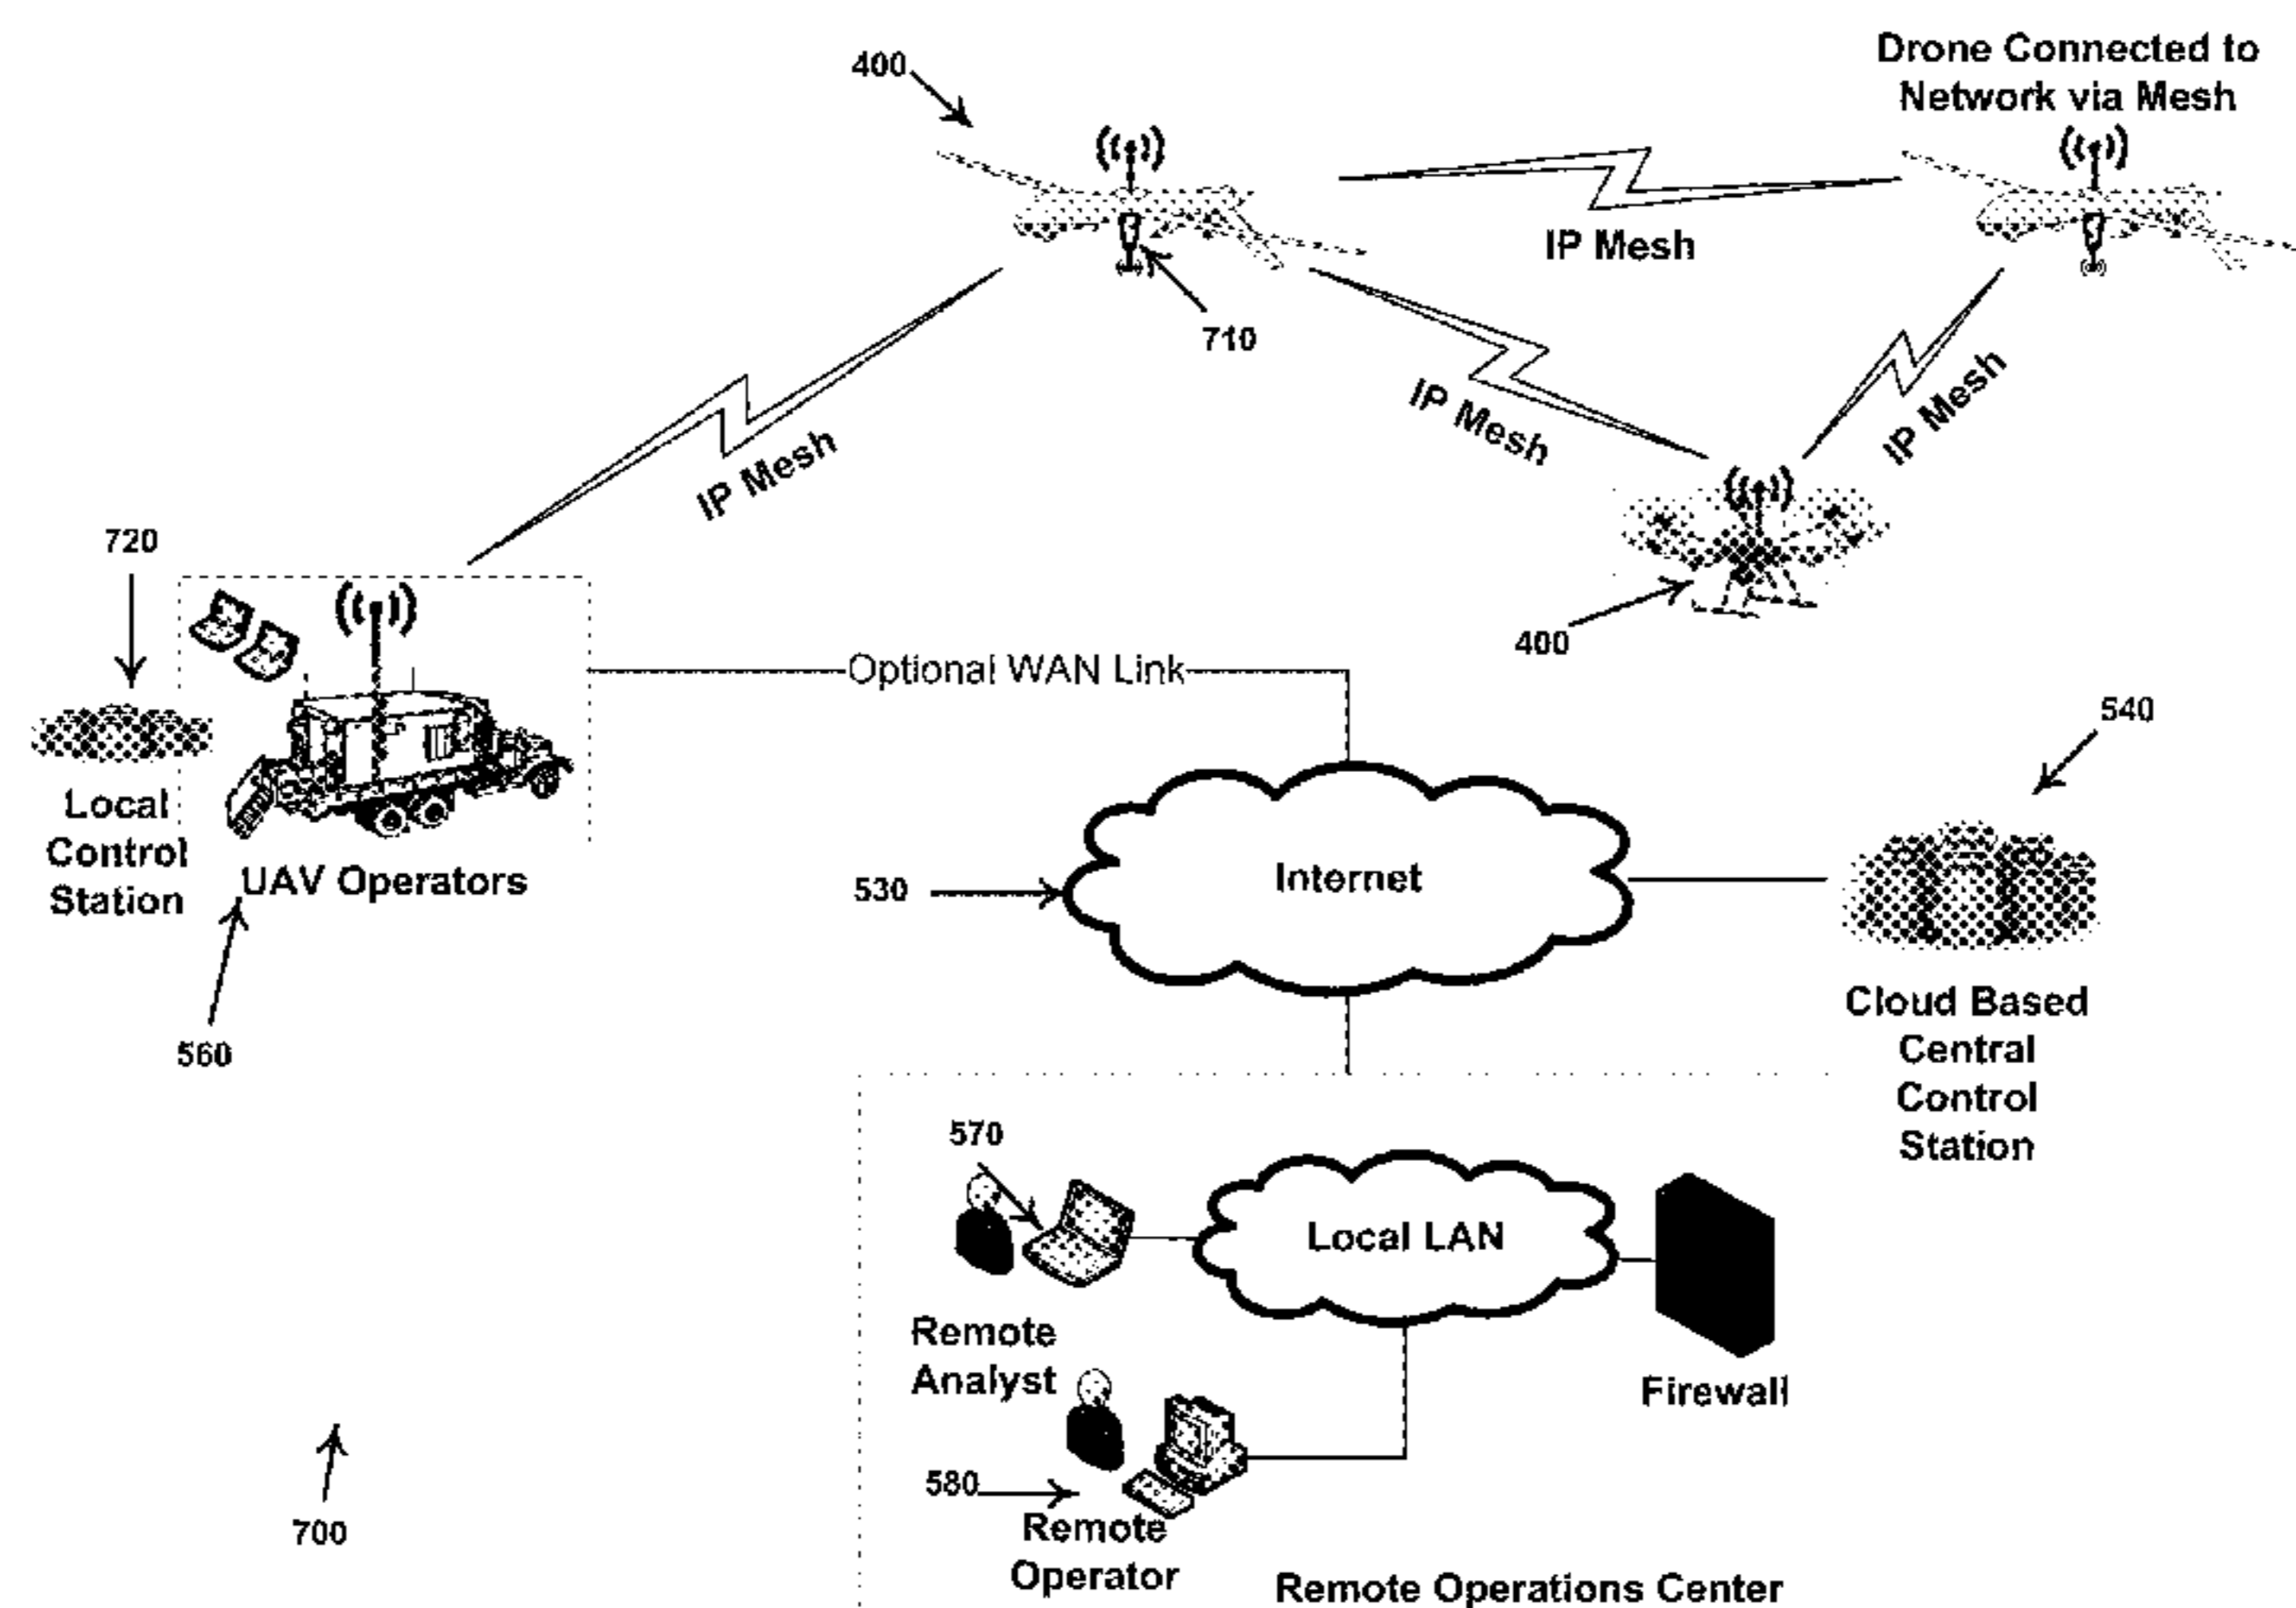 400
Drone Connected to
Network via Mesh
IP Mesh
710
IP Mesh
IP Mesh
IP Mesh
720
400
Optional WAN Link
540
Local
Control
Station
UAV Operators
530
Internet
560
Cloud Based
Central
Control
Station
570
Local LAN
Remote
Analyst
Firewall
580
Remote
Operator
700
Remote Operations Center